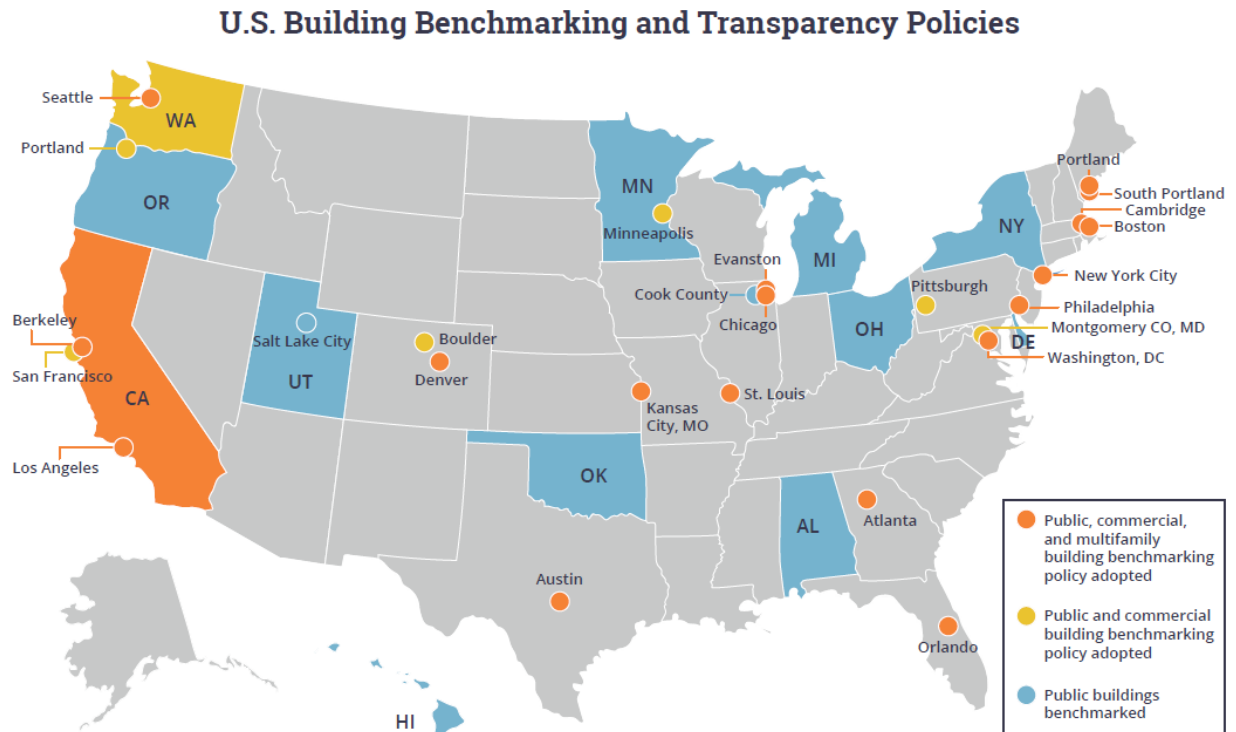 U.S. Building Benchmarking and Transparency Policies
Seattle
WA
Portland
OR
MN
Minneapolis
Portland
South Portland
Cambridge
Boston
NY
MI
Evanston
Cook County
Chicago
New York City
Pittsburgh
Philadelphia
Montgomery CO, MD
OH
DE
Washington, DC
Berkeley
San Francisco
CA
Los Angeles
Salt Lake City
UT
Boulder
Denver
Kansas
City, MO
St. Louis
OK
AL
Atlanta
Austin
Orlando
HI
Public, commercial,
and multifamily
building benchmarking
policy adopted
Public and commercial
building benchmarking
policy adopted
Public buildings
benchmarked